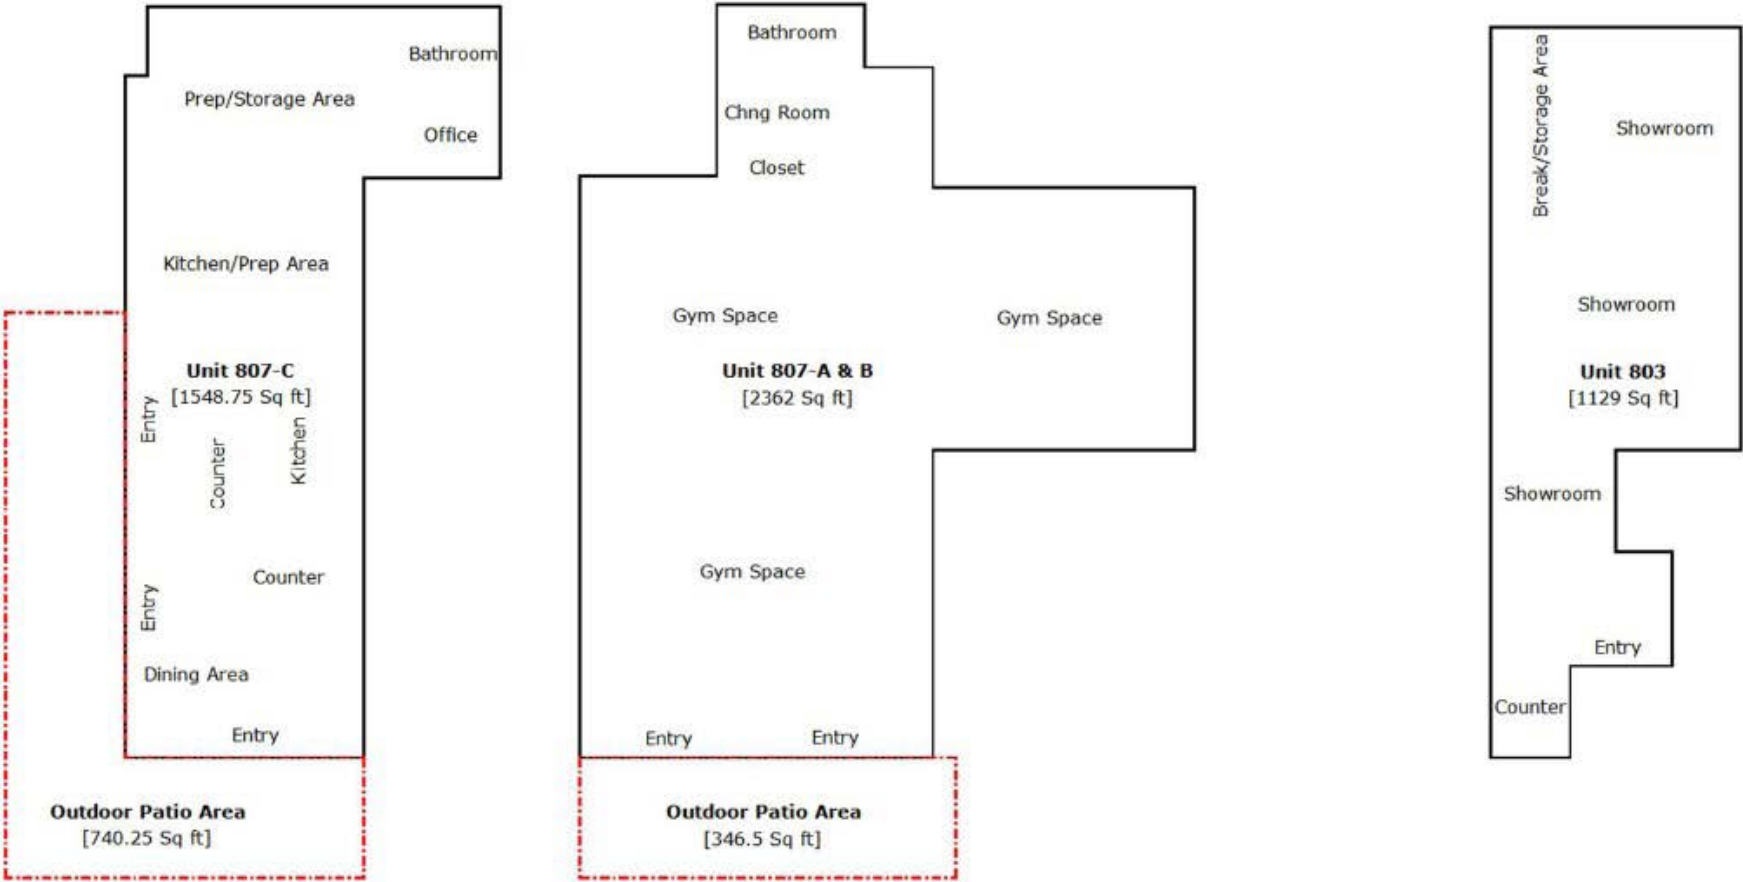 Bathroom
Prep/Storage Area
Office
Kitchen/Prep Area
Unit 807-C
[1548.75 Sq ft]
Entry
Counter
Kitchen
Counter
Entry
Dining Area
Entry
Outdoor Patio Area
[740.25 Sq ft]
Bathroom
Chng Room
Closet
Gym Space
Gym Space
Unit 807-A & B
[2362 Sq ft]
Gym Space
Entry
Entry
Outdoor Patio Area
[346.5 Sq ft]
Break/Storage Area
Showroom
Showroom
Unit 803
[1129 Sq ft]
Showroom
Entry
Counter